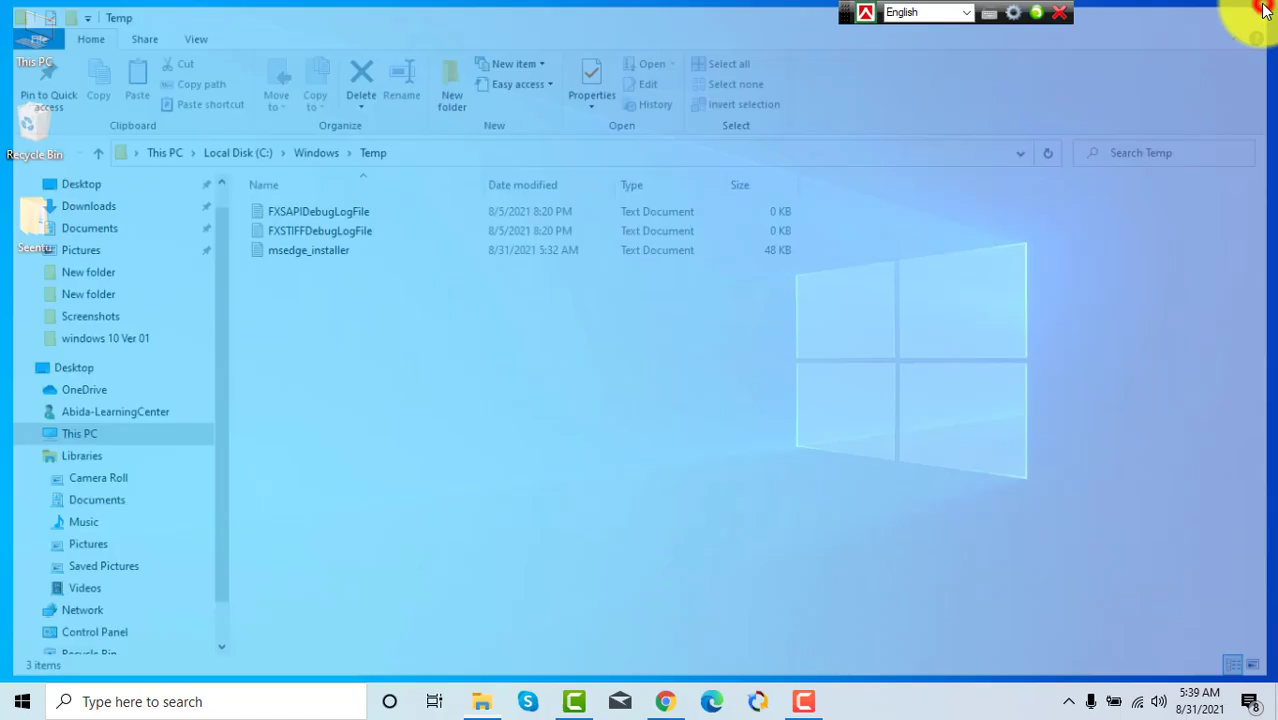 Temp
English
File Home Share View
This PC
Pin to Quick access
Copy
Paste
Cut
Copy path
Paste shortcut
Clipboard
Move to
Copy to
Delete
Rename
Organize
New folder
New item
Easy access
New
Properties
Open
Edit
History
Open
Select all
Select none
Invert selection
Select
Recycle Bin
This PC Local Disk (C:) Windows Temp
Search Temp
Desktop
Downloads
Documents
Pictures
New folder
New folder
Screenshots
windows 10 Ver 01
Desktop
OneDrive
Abida-LearningCenter
This PC
Libraries
Camera Roll
Documents
Music
Pictures
Saved Pictures
Videos
Network
Control Panel
Recycle Bin
Name Date modified Type Size
FXSAPIDebugLogFile 8/5/2021 8:20 PM Text Document 0 KB
FXSTIFFDebugLogFile 8/5/2021 8:20 PM Text Document 0 KB
msedge_installer 8/31/2021 5:32 AM Text Document 48 KB
3 items
Type here to search
5:39 AM
8/31/2021
8